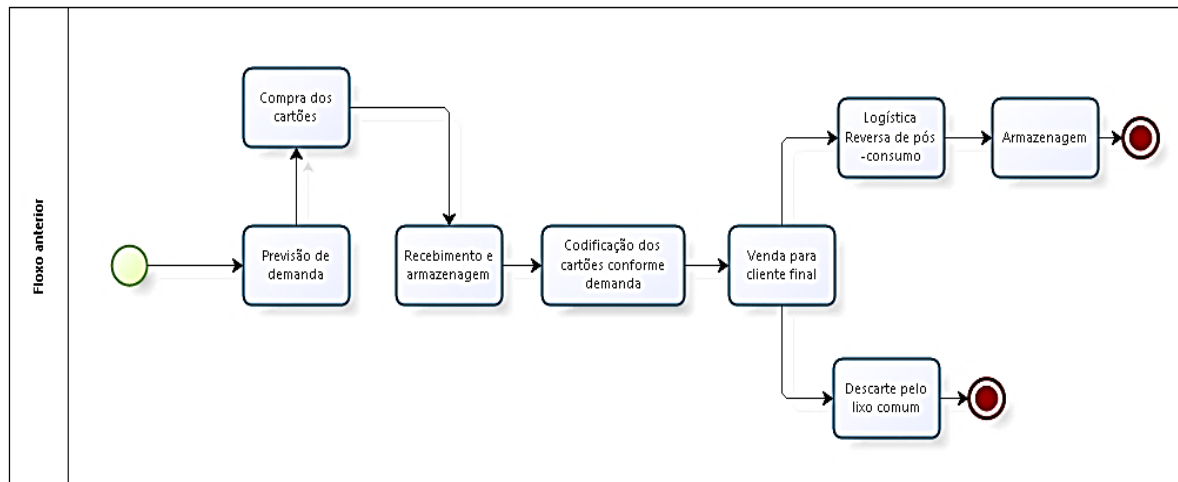 Floxo anterior
Compra dos
cartões
Previsão de
demanda
Recebimento e
armazenagem
Codificação dos
cartões conforme
demanda
Venda para
cliente final
Logística
Reversa de pós
-consumo
Armazenagem
Descarte pelo
lixo comum